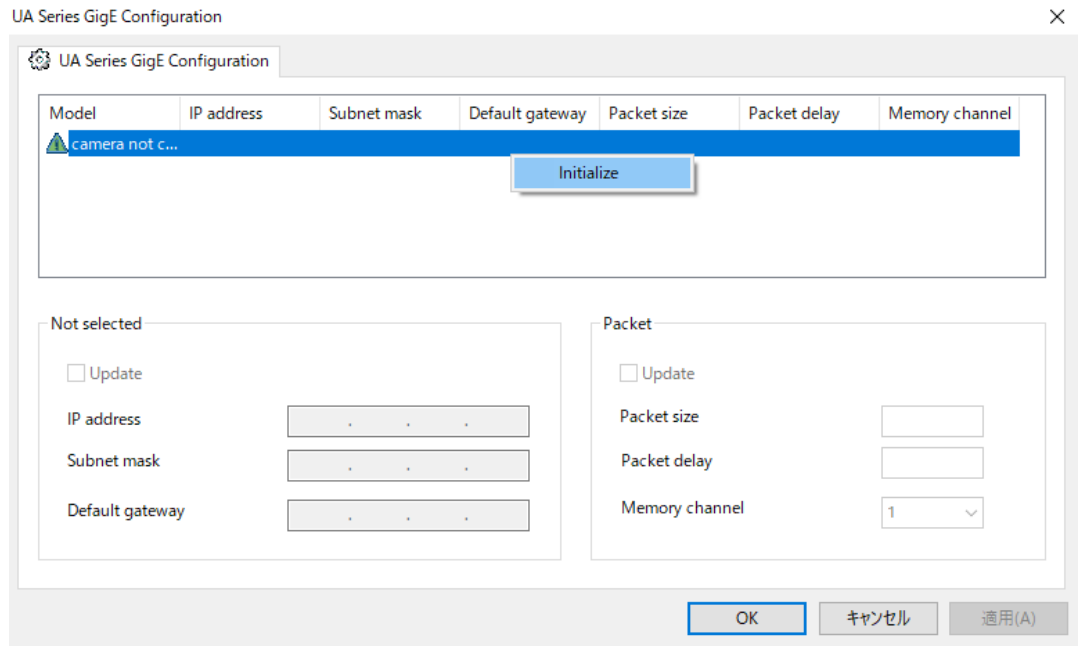 UA Series GigE Configuration
UA Series GigE Configuration
Model IP address Subnet mask Default gateway Packet size Packet delay Memory channel
camera not c...
Initialize
Not selected
Update
IP address . . .
Subnet mask . . .
Default gateway . . .
Packet
Update
Packet size
Packet delay
Memory channel 1
OK キャンセル 適用(A)